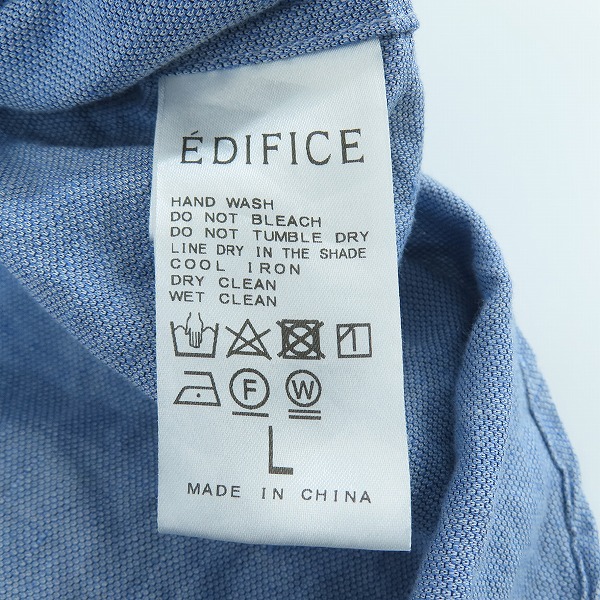 ÉDIFICE
HAND WASH
DO NOT BLEACH
DO NOT TUMBLE DRY
LINE DRY IN THE SHADE
COOL IRON
DRY CLEAN
WET CLEAN
F W
L
MADE IN CHINA